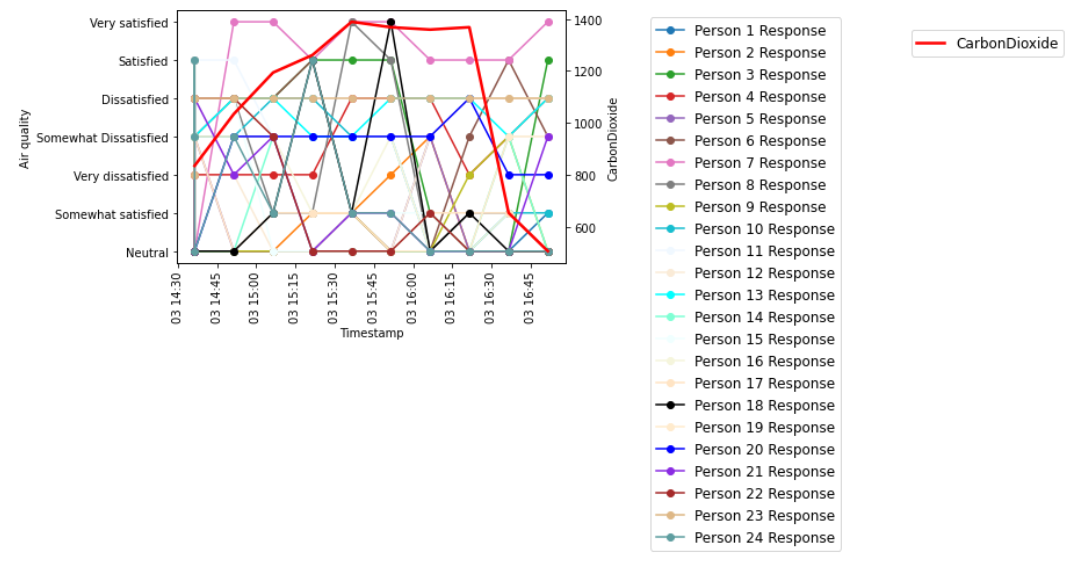 Very satisfied
Satisfied
Dissatisfied
Somewhat Dissatisfied
Very dissatisfied
Somewhat satisfied
Neutral
Air quality
1400
1200
1000
800
600
CarbonDioxide
03 14:30
03 14:45
03 15:00
03 15:15
03 15:30
03 15:45
03 16:00
03 16:15
03 16:30
03 16:45
Timestamp
Person 1 Response
Person 2 Response
Person 3 Response
Person 4 Response
Person 5 Response
Person 6 Response
Person 7 Response
Person 8 Response
Person 9 Response
Person 10 Response
Person 11 Response
Person 12 Response
Person 13 Response
Person 14 Response
Person 15 Response
Person 16 Response
Person 17 Response
Person 18 Response
Person 19 Response
Person 20 Response
Person 21 Response
Person 22 Response
Person 23 Response
Person 24 Response
CarbonDioxide